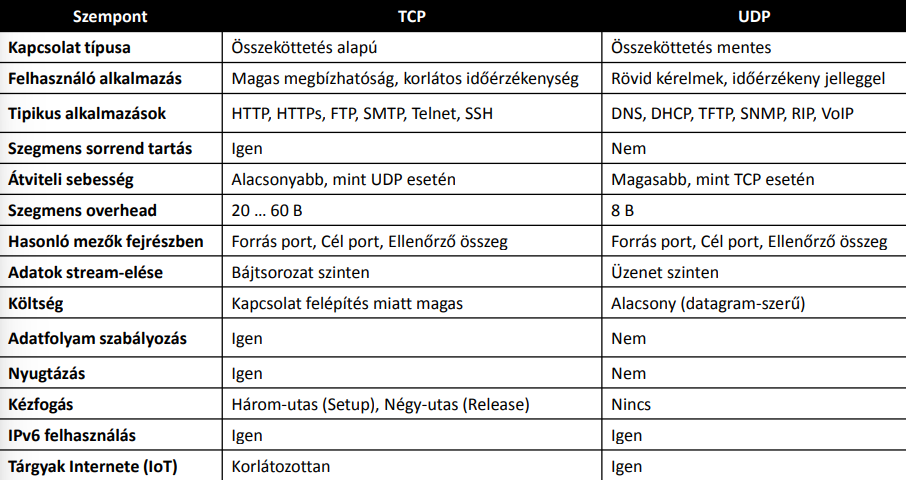 Szempont TCP UDP
Kapcsolat típusa Összeköttetés alapú Összeköttetés mentes
Felhasználó alkalmazás Magas megbízhatóság, korlátos időérzékenység Rövid kérelmek, időérzékeny jelleggel
Tipikus alkalmazások HTTP, HTTPs, FTP, SMTP, Telnet, SSH DNS, DHCP, TFTP, SNMP, RIP, VoIP
Szegmens sorrend tartás Igen Nem
Átviteli sebesség Alacsonyabb, mint UDP esetén Magasabb, mint TCP esetén
Szegmens overhead 20 ... 60 B 8 B
Hasonló mezők fejrészben Forrás port, Cél port, Ellenőrző összeg Forrás port, Cél port, Ellenőrző összeg
Adatok stream-elése Bájtsorozat szinten Üzenet szinten
Költség Kapcsolat felépítés miatt magas Alacsony (datagram-szerű)
Adatfolyam szabályozás Igen Nem
Nyugtázás Igen Nem
Kézfogás Három-utas (Setup), Négy-utas (Release) Nincs
IPv6 felhasználás Igen Igen
Tárgyak Internete (IoT) Korlátozottan Igen